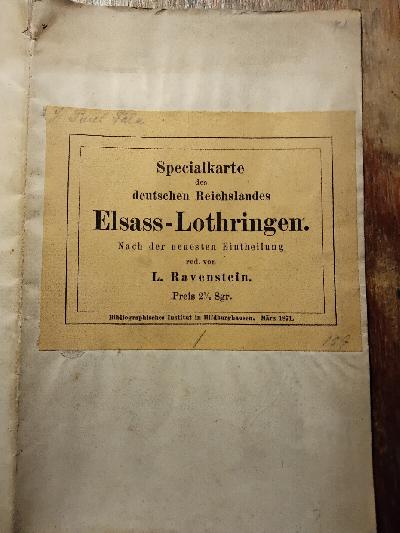 Specialkarte
des
deutschen Reichslandes
Elsass-Lothringen.
Nach der neuesten Eintheilung
red. von
L. Ravenstein.
Preis 2½ Sgr.
Bibliographisches Institut in Hildburghausen. März 1871.